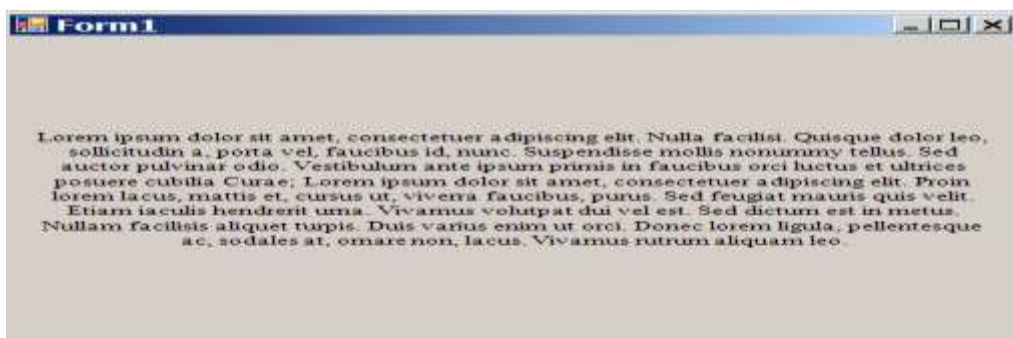 Form1
Lorem ipsum dolor sit amet, consectetuer adipiscing elit. Nulla facilisi. Quisque dolor leo,
sollicitudin a, porta vel, faucibus id, nunc. Suspendisse mollis nonummy tellus. Sed
auctor pulvinar odio. Vestibulum ante ipsum primis in faucibus orci luctus et ultrices
posuere cubilia Curae; Lorem ipsum dolor sit amet, consectetuer adipiscing elit. Proin
lorem lacus, mattis et, cursus ut, viverra faucibus, purus. Sed feugiat mauris quis velit.
Etiam iaculis hendrerit urna. Vivamus volutpat dui vel est. Sed dictum est in metus.
Nullam facilisis aliquet turpis. Duis varius enim ut orci. Donec lorem ligula, pellentesque
ac, sodales at, ornare non, lacus. Vivamus rutrum aliquam leo.